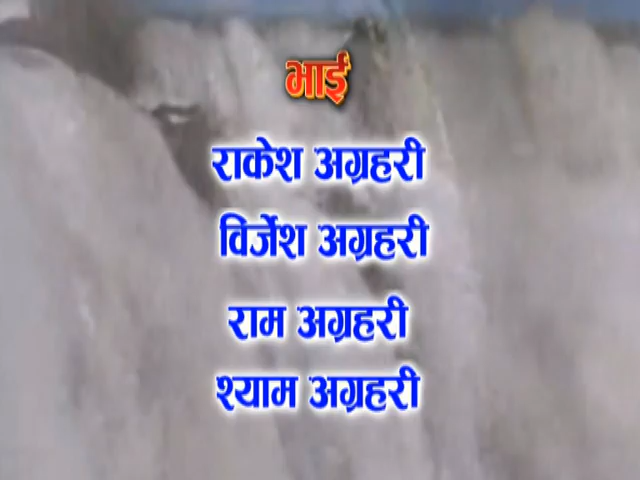 भाई
राकेश अग्रहरी
विर्जेश अग्रहरी
राम अग्रहरी
श्याम अग्रहरी